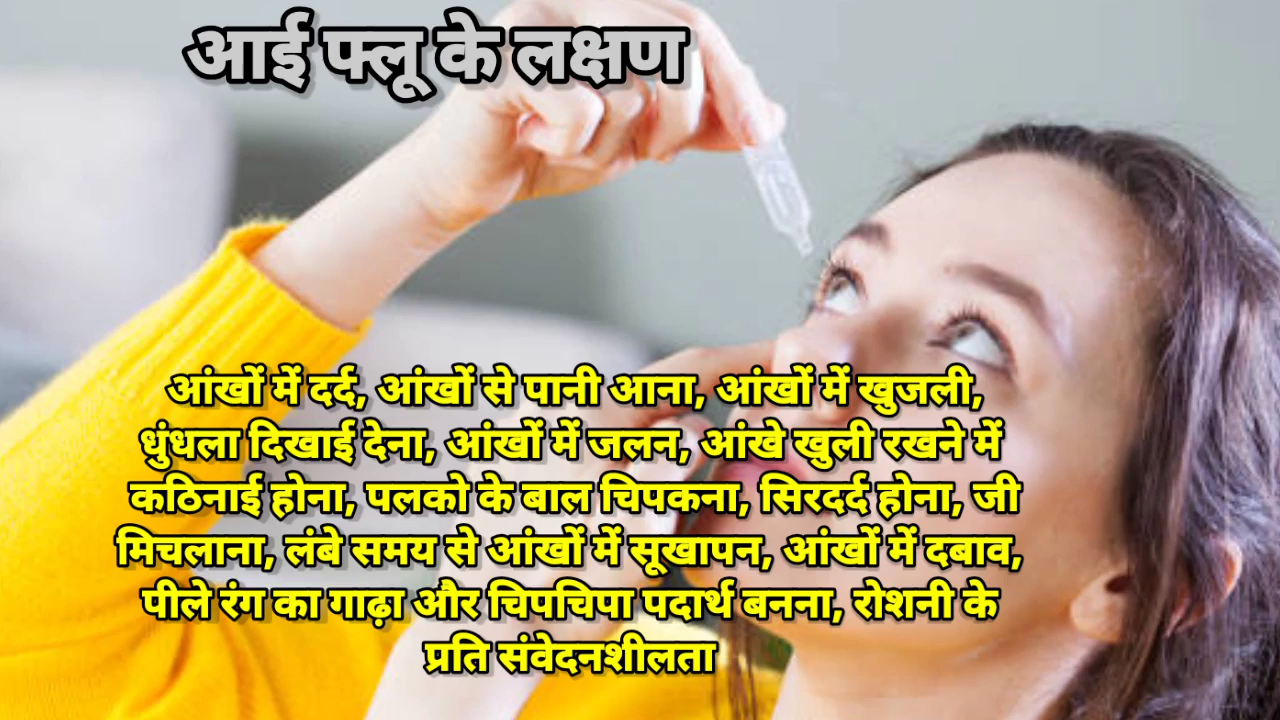 आई फ्लू के लक्षण
आंखों में दर्द, आंखों से पानी आना, आंखों में खुजली,
धुंधला दिखाई देना, आंखों में जलन, आंखे खुली रखने में
कठिनाई होना, पलको के बाल चिपकना, सिरदर्द होना, जी
मिचलाना, लंबे समय से आंखों में सूखापन, आंखों में दबाव,
पीले रंग का गाढ़ा और चिपचिपा पदार्थ बनना, रोशनी के
प्रति संवेदनशीलता